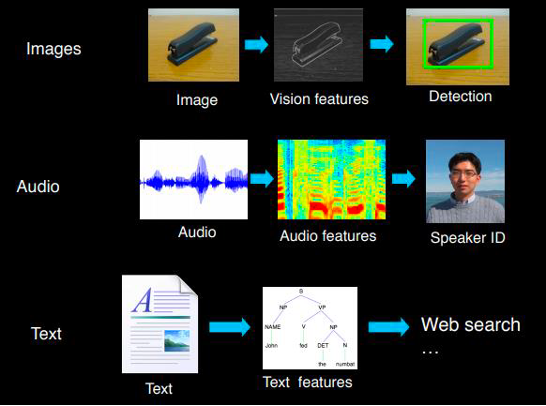 Images
Image
Vision features
Detection
Audio
Audio
Audio features
Speaker ID
Text
A
Text
S
NP VP
NAME V NP
John fed DET N
the numbat
Text features
Web search
...